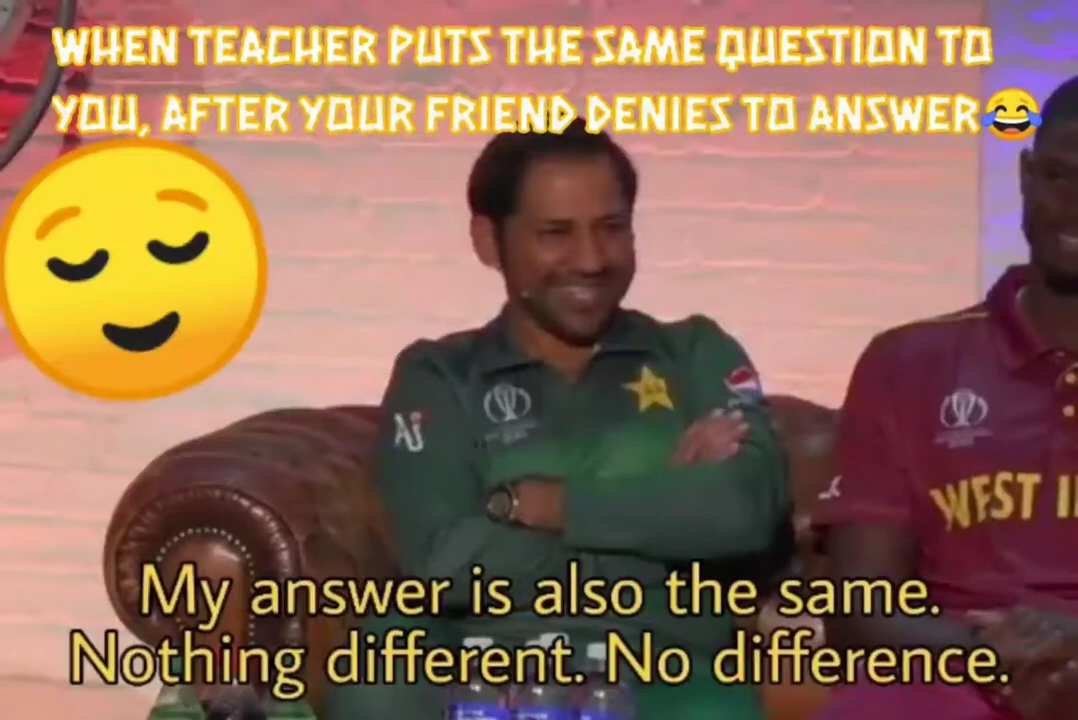 WHEN TEACHER PUTS THE SAME QUESTION TO
YOU, AFTER YOUR FRIEND DENIES TO ANSWER😂
Aj
WEST I
My answer is also the same.
Nothing different. No difference.